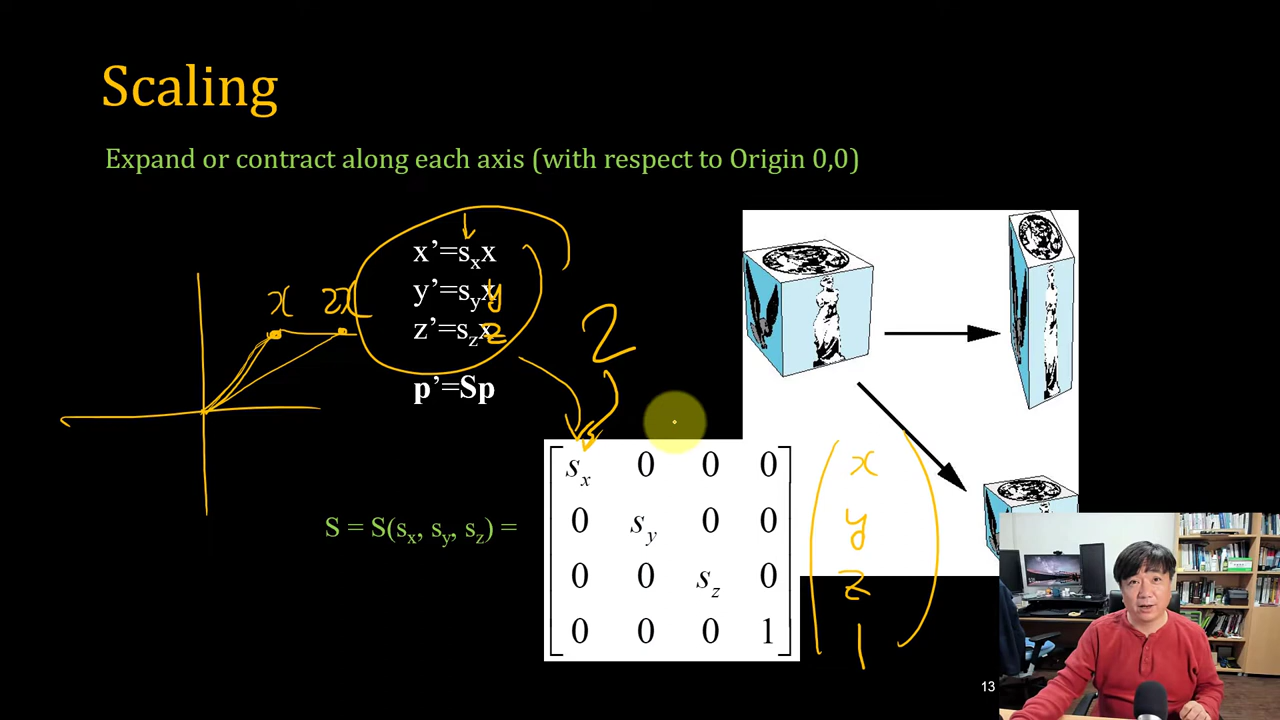 Scaling
Expand or contract along each axis (with respect to Origin 0,0)
x’=sxx
y’=syx y
z’=szx z
p’=Sp
x 2x
2
S = S(sx, sy, sz) =
sx 0 0 0
0 sy 0 0
0 0 sz 0
0 0 0 1
x
y
z
1
13